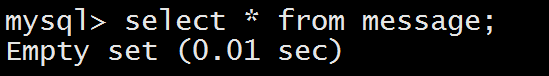 mysql> select * from message;
Empty set (0.01 sec)